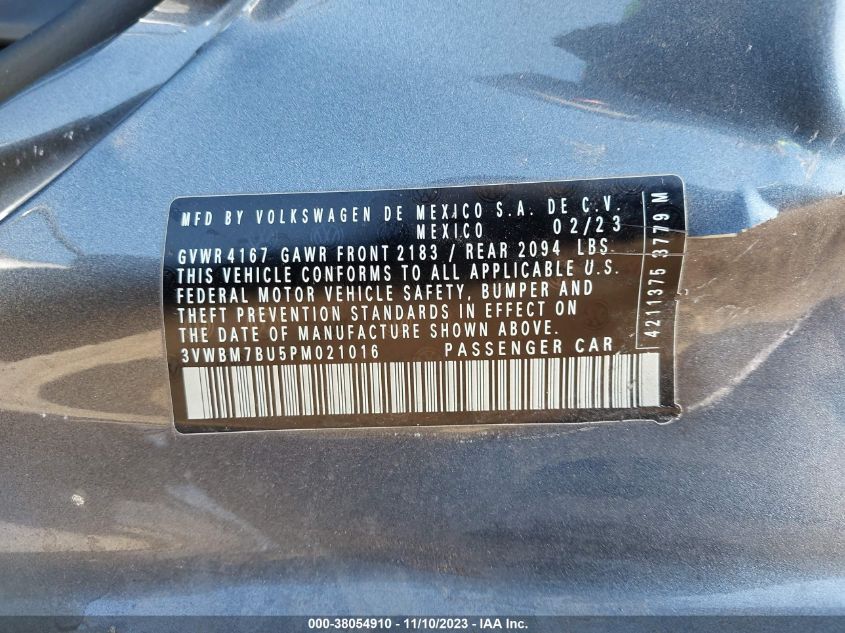 MFD BY VOLKSWAGEN DE MEXICO S.A. DE C.V.
MEXICO 02/23
GVWR 4167 GAWR FRONT 2183 / REAR 2094 LBS
THIS VEHICLE CONFORMS TO ALL APPLICABLE U.S.
FEDERAL MOTOR VEHICLE SAFETY, BUMPER AND
THEFT PREVENTION STANDARDS IN EFFECT ON
THE DATE OF MANUFACTURE SHOWN ABOVE.
3VWBM7BU5PM021016 PASSENGER CAR
4211375 3779 M
000-38054910 - 11/10/2023 - IAA Inc.